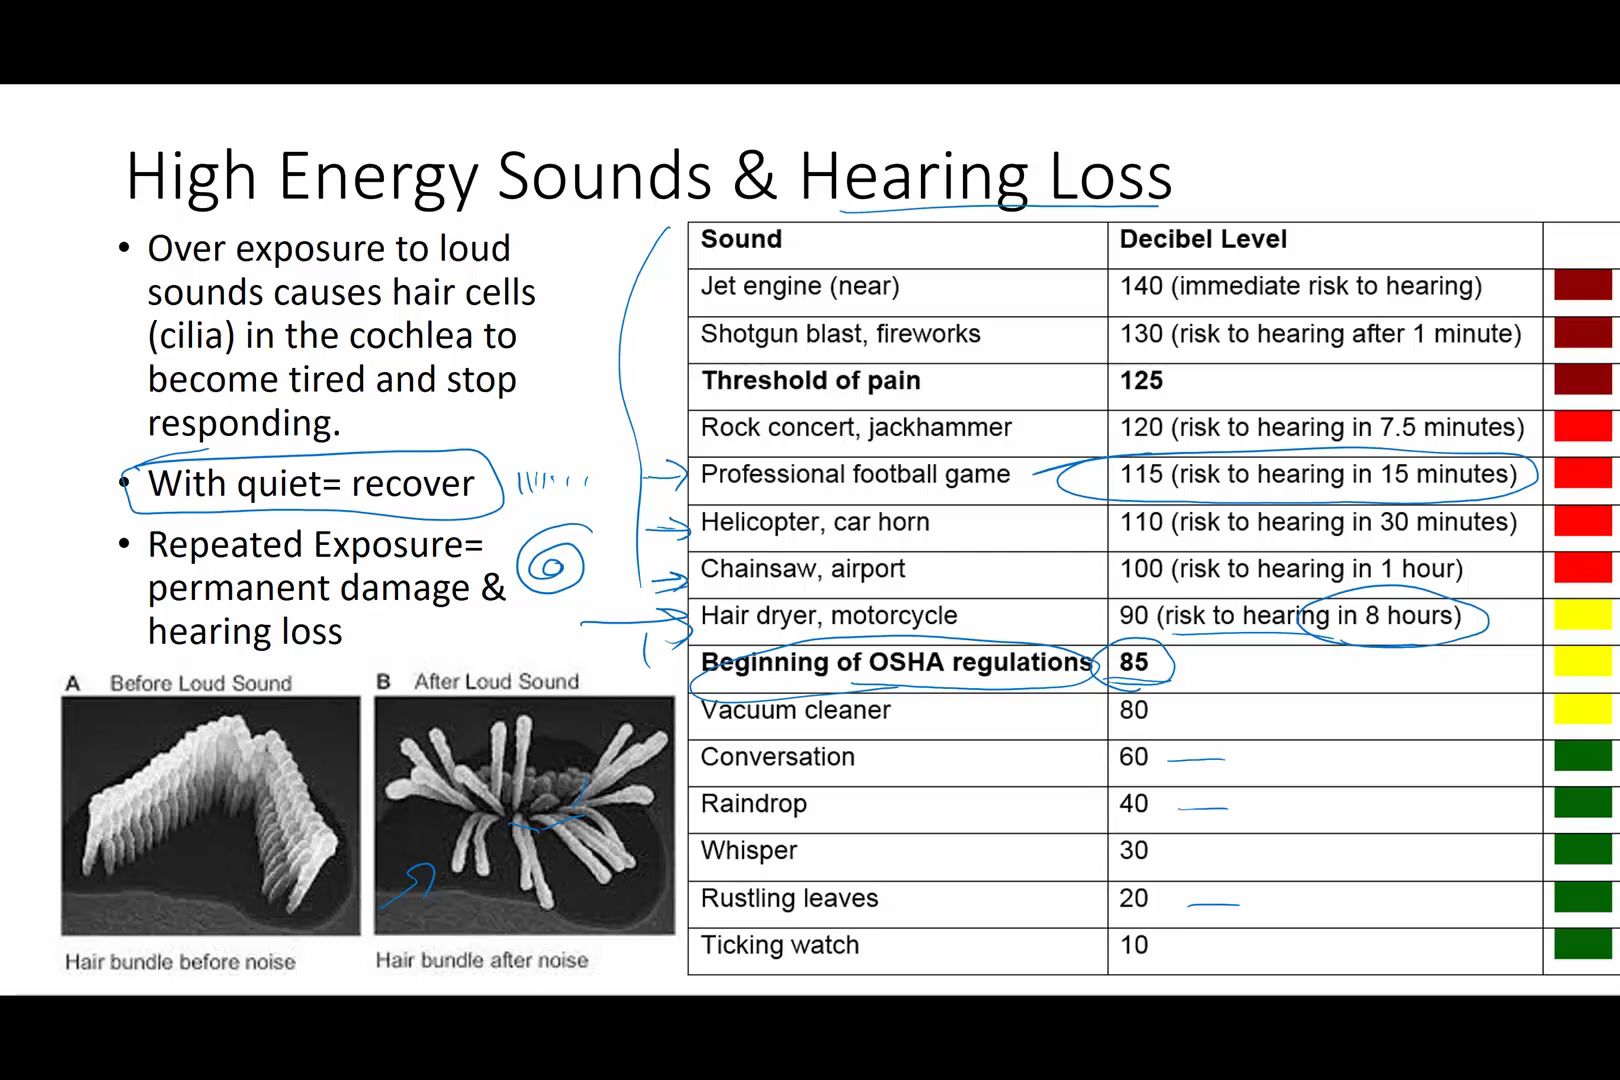 High Energy Sounds & Hearing Loss
• Over exposure to loud
sounds causes hair cells
(cilia) in the cochlea to
become tired and stop
responding.
• With quiet= recover
• Repeated Exposure=
permanent damage &
hearing loss
A Before Loud Sound
B After Loud Sound
Hair bundle before noise
Hair bundle after noise
Sound Decibel Level
Jet engine (near) 140 (immediate risk to hearing)
Shotgun blast, fireworks 130 (risk to hearing after 1 minute)
Threshold of pain 125
Rock concert, jackhammer 120 (risk to hearing in 7.5 minutes)
Professional football game 115 (risk to hearing in 15 minutes)
Helicopter, car horn 110 (risk to hearing in 30 minutes)
Chainsaw, airport 100 (risk to hearing in 1 hour)
Hair dryer, motorcycle 90 (risk to hearing in 8 hours)
Beginning of OSHA regulations 85
Vacuum cleaner 80
Conversation 60
Raindrop 40
Whisper 30
Rustling leaves 20
Ticking watch 10